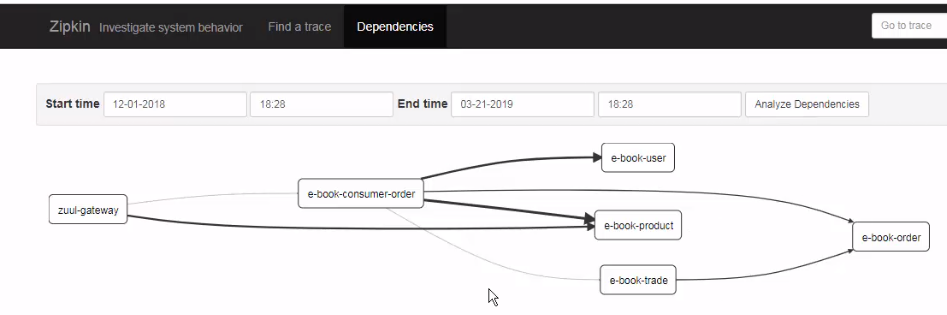 Zipkin Investigate system behavior Find a trace Dependencies Go to trace
Start time 12-01-2018 18:28 End time 03-21-2019 18:28 Analyze Dependencies
e-book-user
e-book-consumer-order
zuul-gateway
e-book-product
e-book-order
e-book-trade